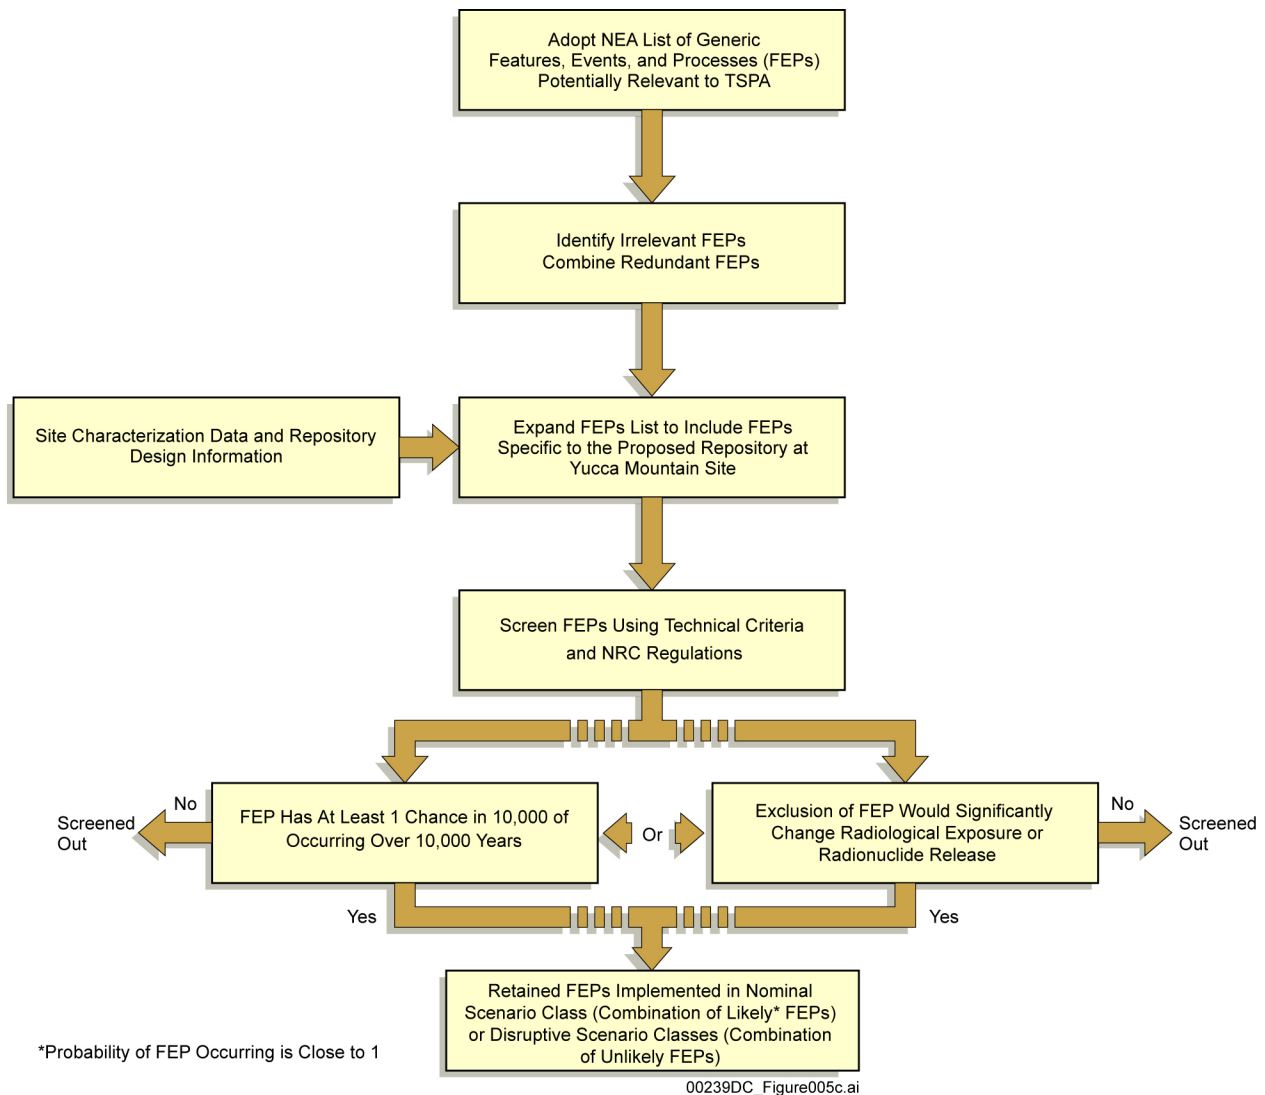 Adopt NEA List of Generic
Features, Events, and Processes (FEPs)
Potentially Relevant to TSPA
Identify Irrelevant FEPs
Combine Redundant FEPs
Site Characterization Data and Repository
Design Information
Expand FEPs List to Include FEPs
Specific to the Proposed Repository at
Yucca Mountain Site
Screen FEPs Using Technical Criteria
and NRC Regulations
Screened
Out
No
FEP Has At Least 1 Chance in 10,000 of
Occurring Over 10,000 Years
Or
Exclusion of FEP Would Significantly
Change Radiological Exposure or
Radionuclide Release
No
Screened
Out
Yes
Yes
Retained FEPs Implemented in Nominal
Scenario Class (Combination of Likely* FEPs)
or Disruptive Scenario Classes (Combination
of Unlikely FEPs)
*Probability of FEP Occurring is Close to 1
00239DC_Figure005c.ai